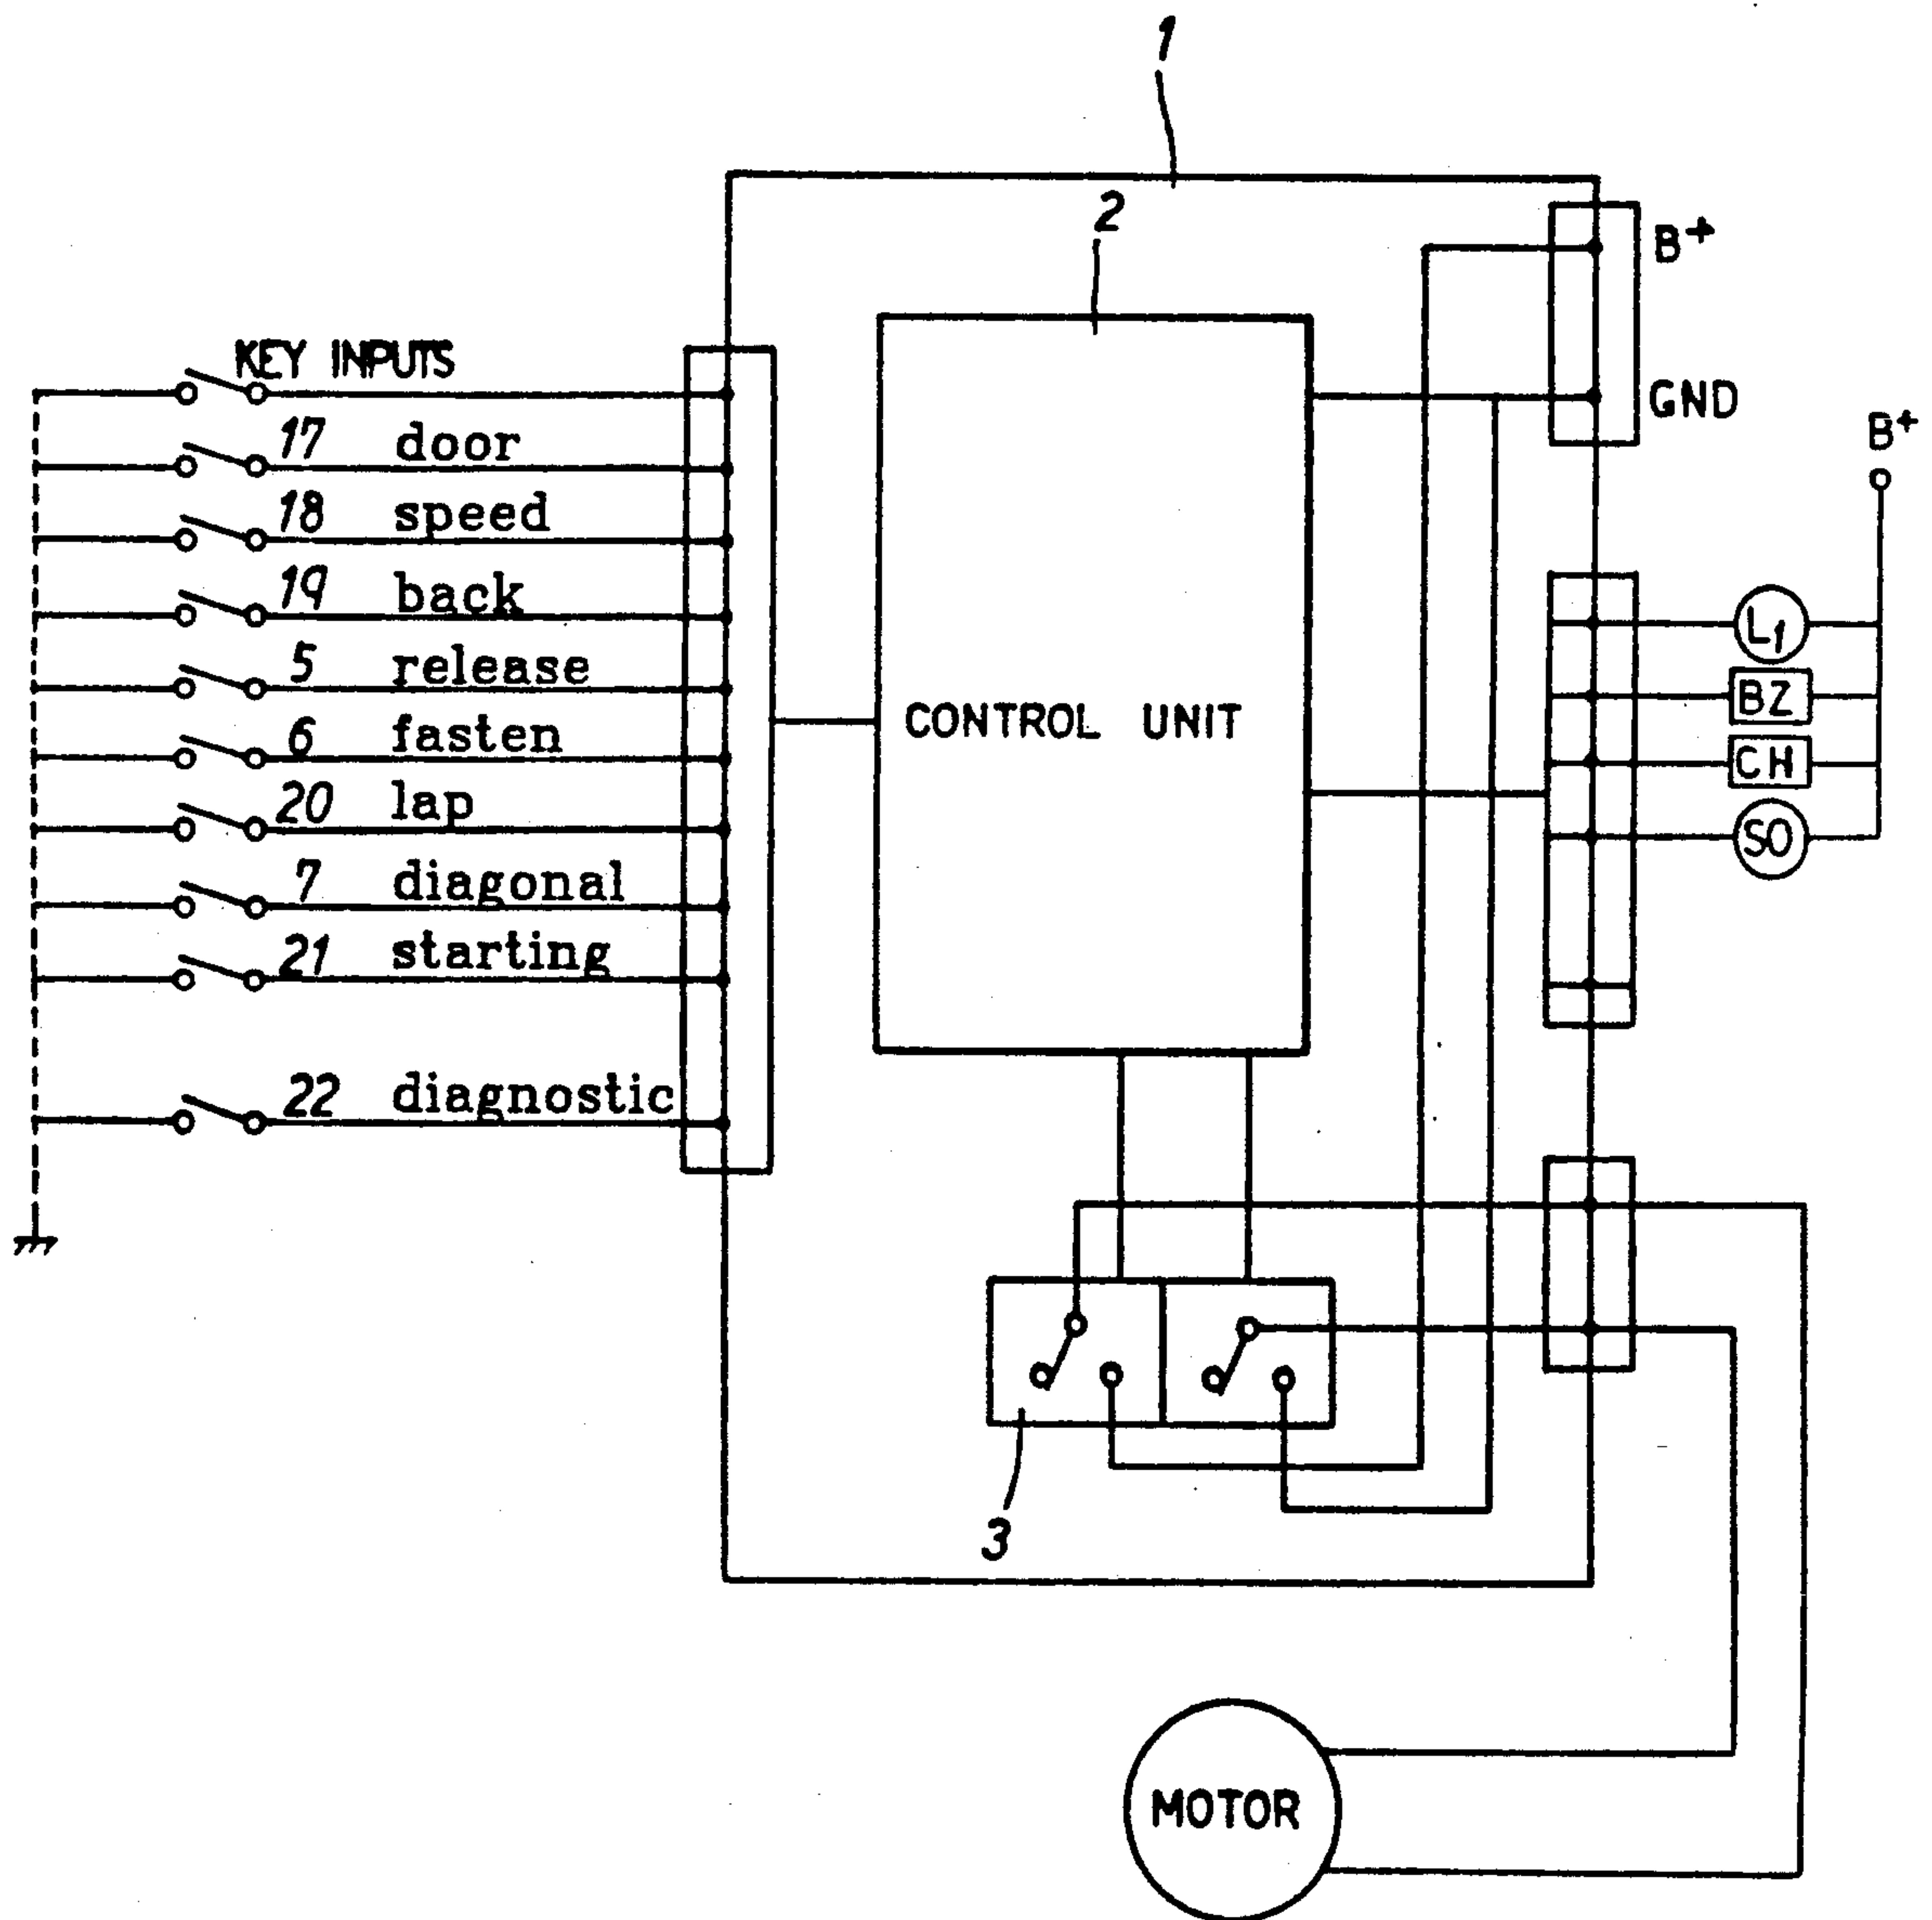 1
2
B+
KEY INPUTS
GND
B+
17 door
18 speed
19 back
L1
5 release
BZ
6 fasten
CONTROL UNIT
CH
20 lap
SO
7 diagonal
21 starting
22 diagnostic
3
MOTOR